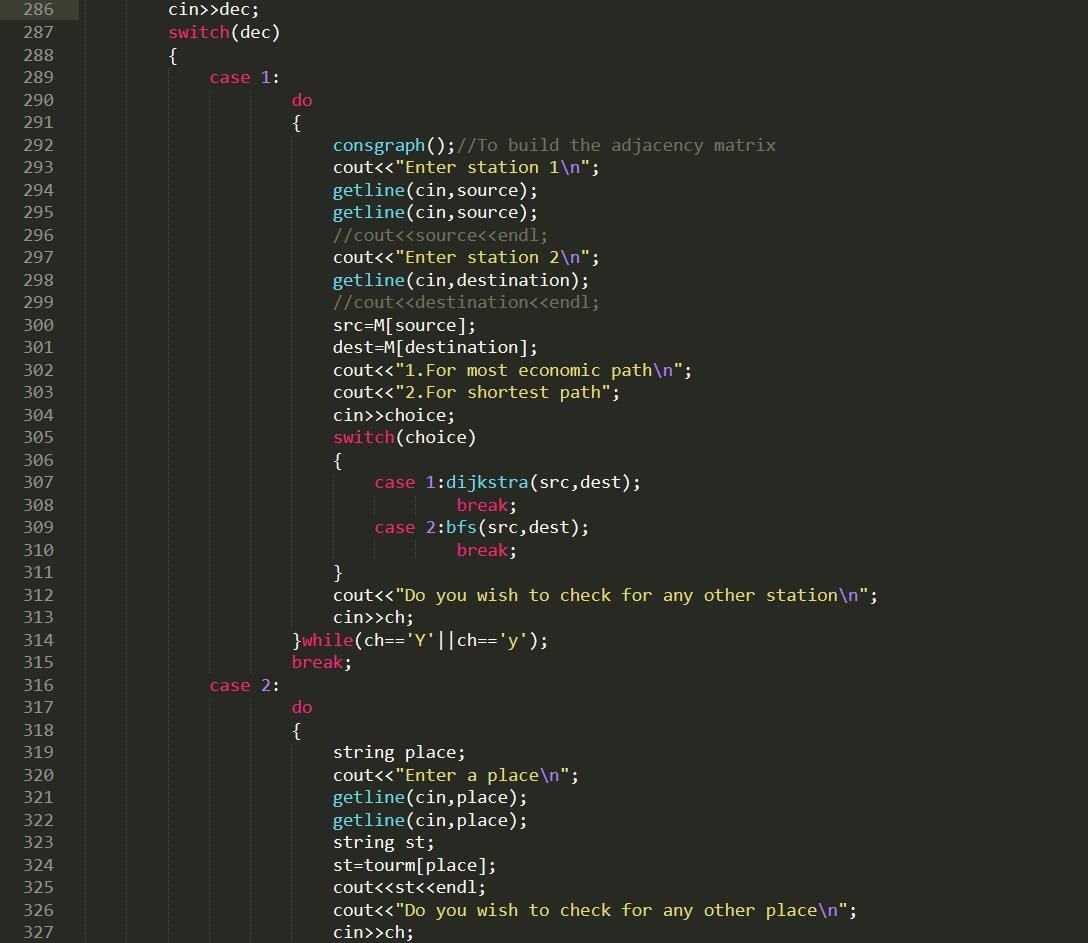 286 cin>>dec;
287 switch(dec)
288 {
289 case 1:
290 do
291 {
292 consgraph();//To build the adjacency matrix
293 cout<<"Enter station 1\n";
294 getline(cin,source);
295 getline(cin,source);
296 //cout<<source<<endl;
297 cout<<"Enter station 2\n";
298 getline(cin,destination);
299 //cout<<destination<<endl;
300 src=M[source];
301 dest=M[destination];
302 cout<<"1.For most economic path\n";
303 cout<<"2.For shortest path";
304 cin>>choice;
305 switch(choice)
306 {
307 case 1:dijkstra(src,dest);
308 break;
309 case 2:bfs(src,dest);
310 break;
311 }
312 cout<<"Do you wish to check for any other station\n";
313 cin>>ch;
314 }while(ch=='Y'||ch=='y');
315 break;
316 case 2:
317 do
318 {
319 string place;
320 cout<<"Enter a place\n";
321 getline(cin,place);
322 getline(cin,place);
323 string st;
324 st=tourm[place];
325 cout<<st<<endl;
326 cout<<"Do you wish to check for any other place\n";
327 cin>>ch;